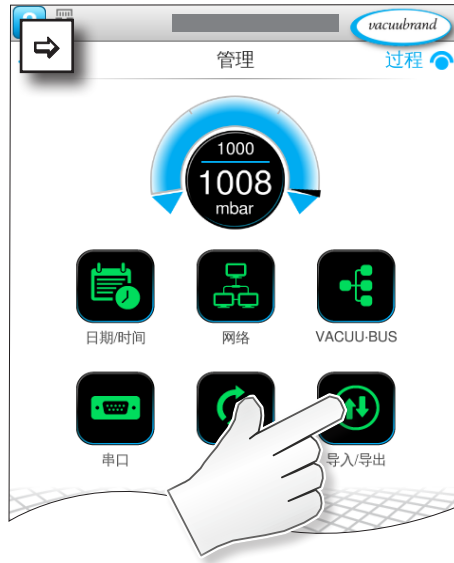 vacuubrand
管理
过程
1000
1008
mbar
日期/时间
网络
VACUU·BUS
串口
导入/导出